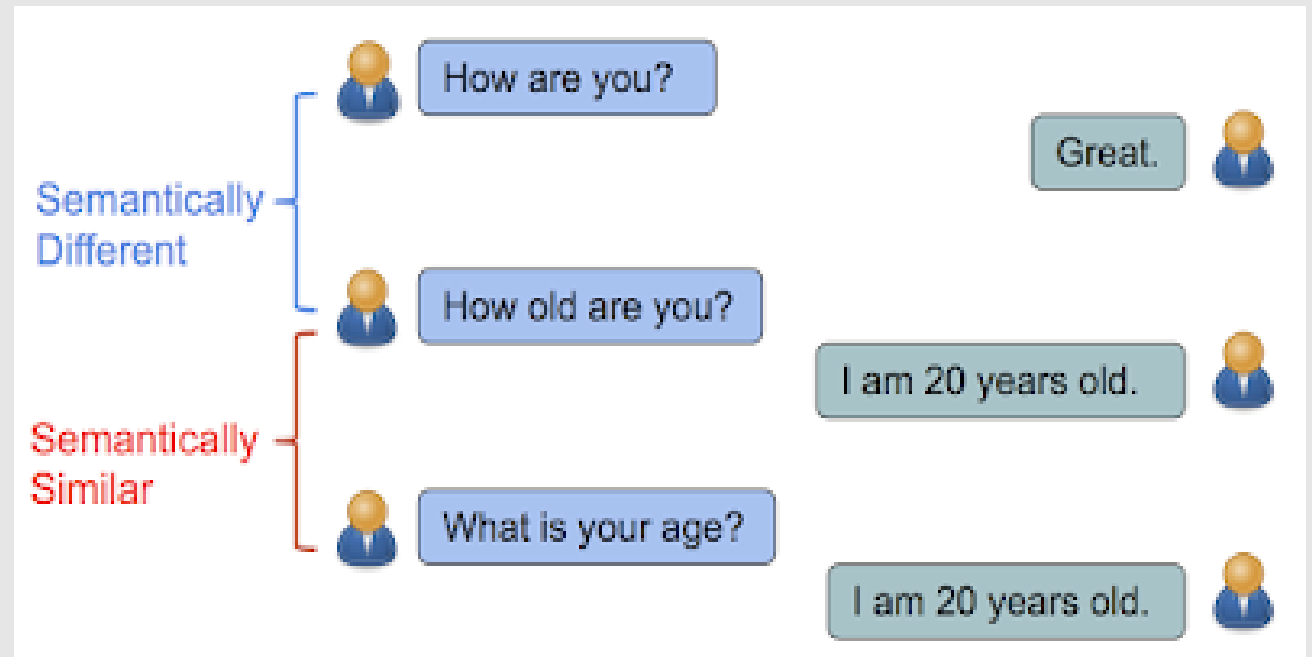 How are you?
Great.
Semantically
Different
How old are you?
I am 20 years old.
Semantically
Similar
What is your age?
I am 20 years old.